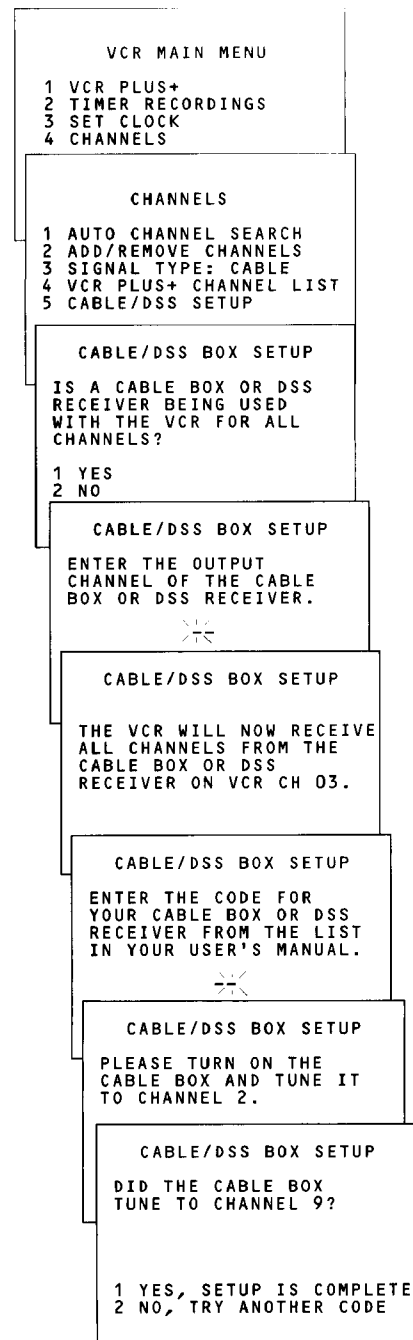 VCR MAIN MENU
1 VCR PLUS+
2 TIMER RECORDINGS
3 SET CLOCK
4 CHANNELS
CHANNELS
1 AUTO CHANNEL SEARCH
2 ADD/REMOVE CHANNELS
3 SIGNAL TYPE: CABLE
4 VCR PLUS+ CHANNEL LIST
5 CABLE/DSS SETUP
CABLE/DSS BOX SETUP
IS A CABLE BOX OR DSS
RECEIVER BEING USED
WITH THE VCR FOR ALL
CHANNELS?
1 YES
2 NO
CABLE/DSS BOX SETUP
ENTER THE OUTPUT
CHANNEL OF THE CABLE
BOX OR DSS RECEIVER.
--
CABLE/DSS BOX SETUP
THE VCR WILL NOW RECEIVE
ALL CHANNELS FROM THE
CABLE BOX OR DSS
RECEIVER ON VCR CH 03.
CABLE/DSS BOX SETUP
ENTER THE CODE FOR
YOUR CABLE BOX OR DSS
RECEIVER FROM THE LIST
IN YOUR USER'S MANUAL.
--
CABLE/DSS BOX SETUP
PLEASE TURN ON THE
CABLE BOX AND TUNE IT
TO CHANNEL 2.
CABLE/DSS BOX SETUP
DID THE CABLE BOX
TUNE TO CHANNEL 9?
1 YES, SETUP IS COMPLETE
2 NO, TRY ANOTHER CODE